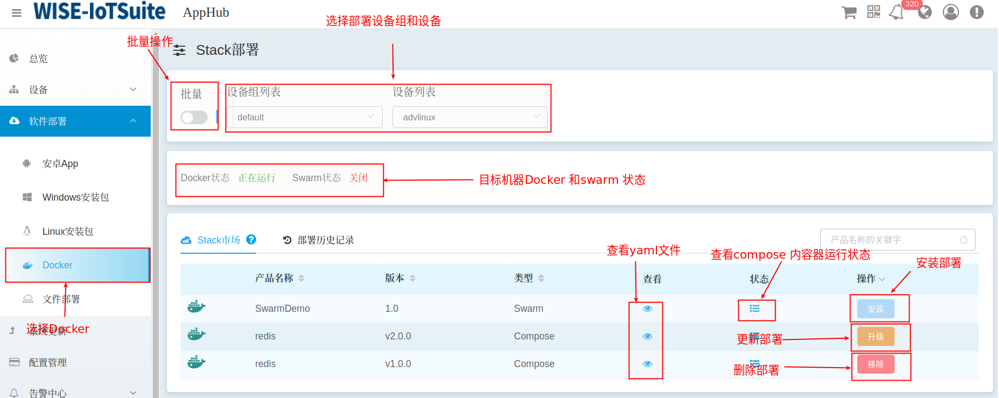 WISE-IoTSuite
AppHub
320
选择部署设备组和设备
批量操作
Stack部署
总览
设备
软件部署
安卓App
Windows安装包
Linux安装包
Docker
文件部署
选择Docker
系统更新
配置管理
告警中心
批量
设备组列表
设备列表
default
advlinux
Docker状态 正在运行 Swarm状态 关闭
目标机器Docker 和swarm 状态
Stack市场
部署历史记录
产品名称的关键字
查看yaml文件
查看compose 内容器运行状态
安装部署
产品名称 版本 类型 查看 状态 操作
SwarmDemo 1.0 Swarm 安装
redis v2.0.0 Compose 升级
更新部署
redis v1.0.0 Compose 移除
删除部署